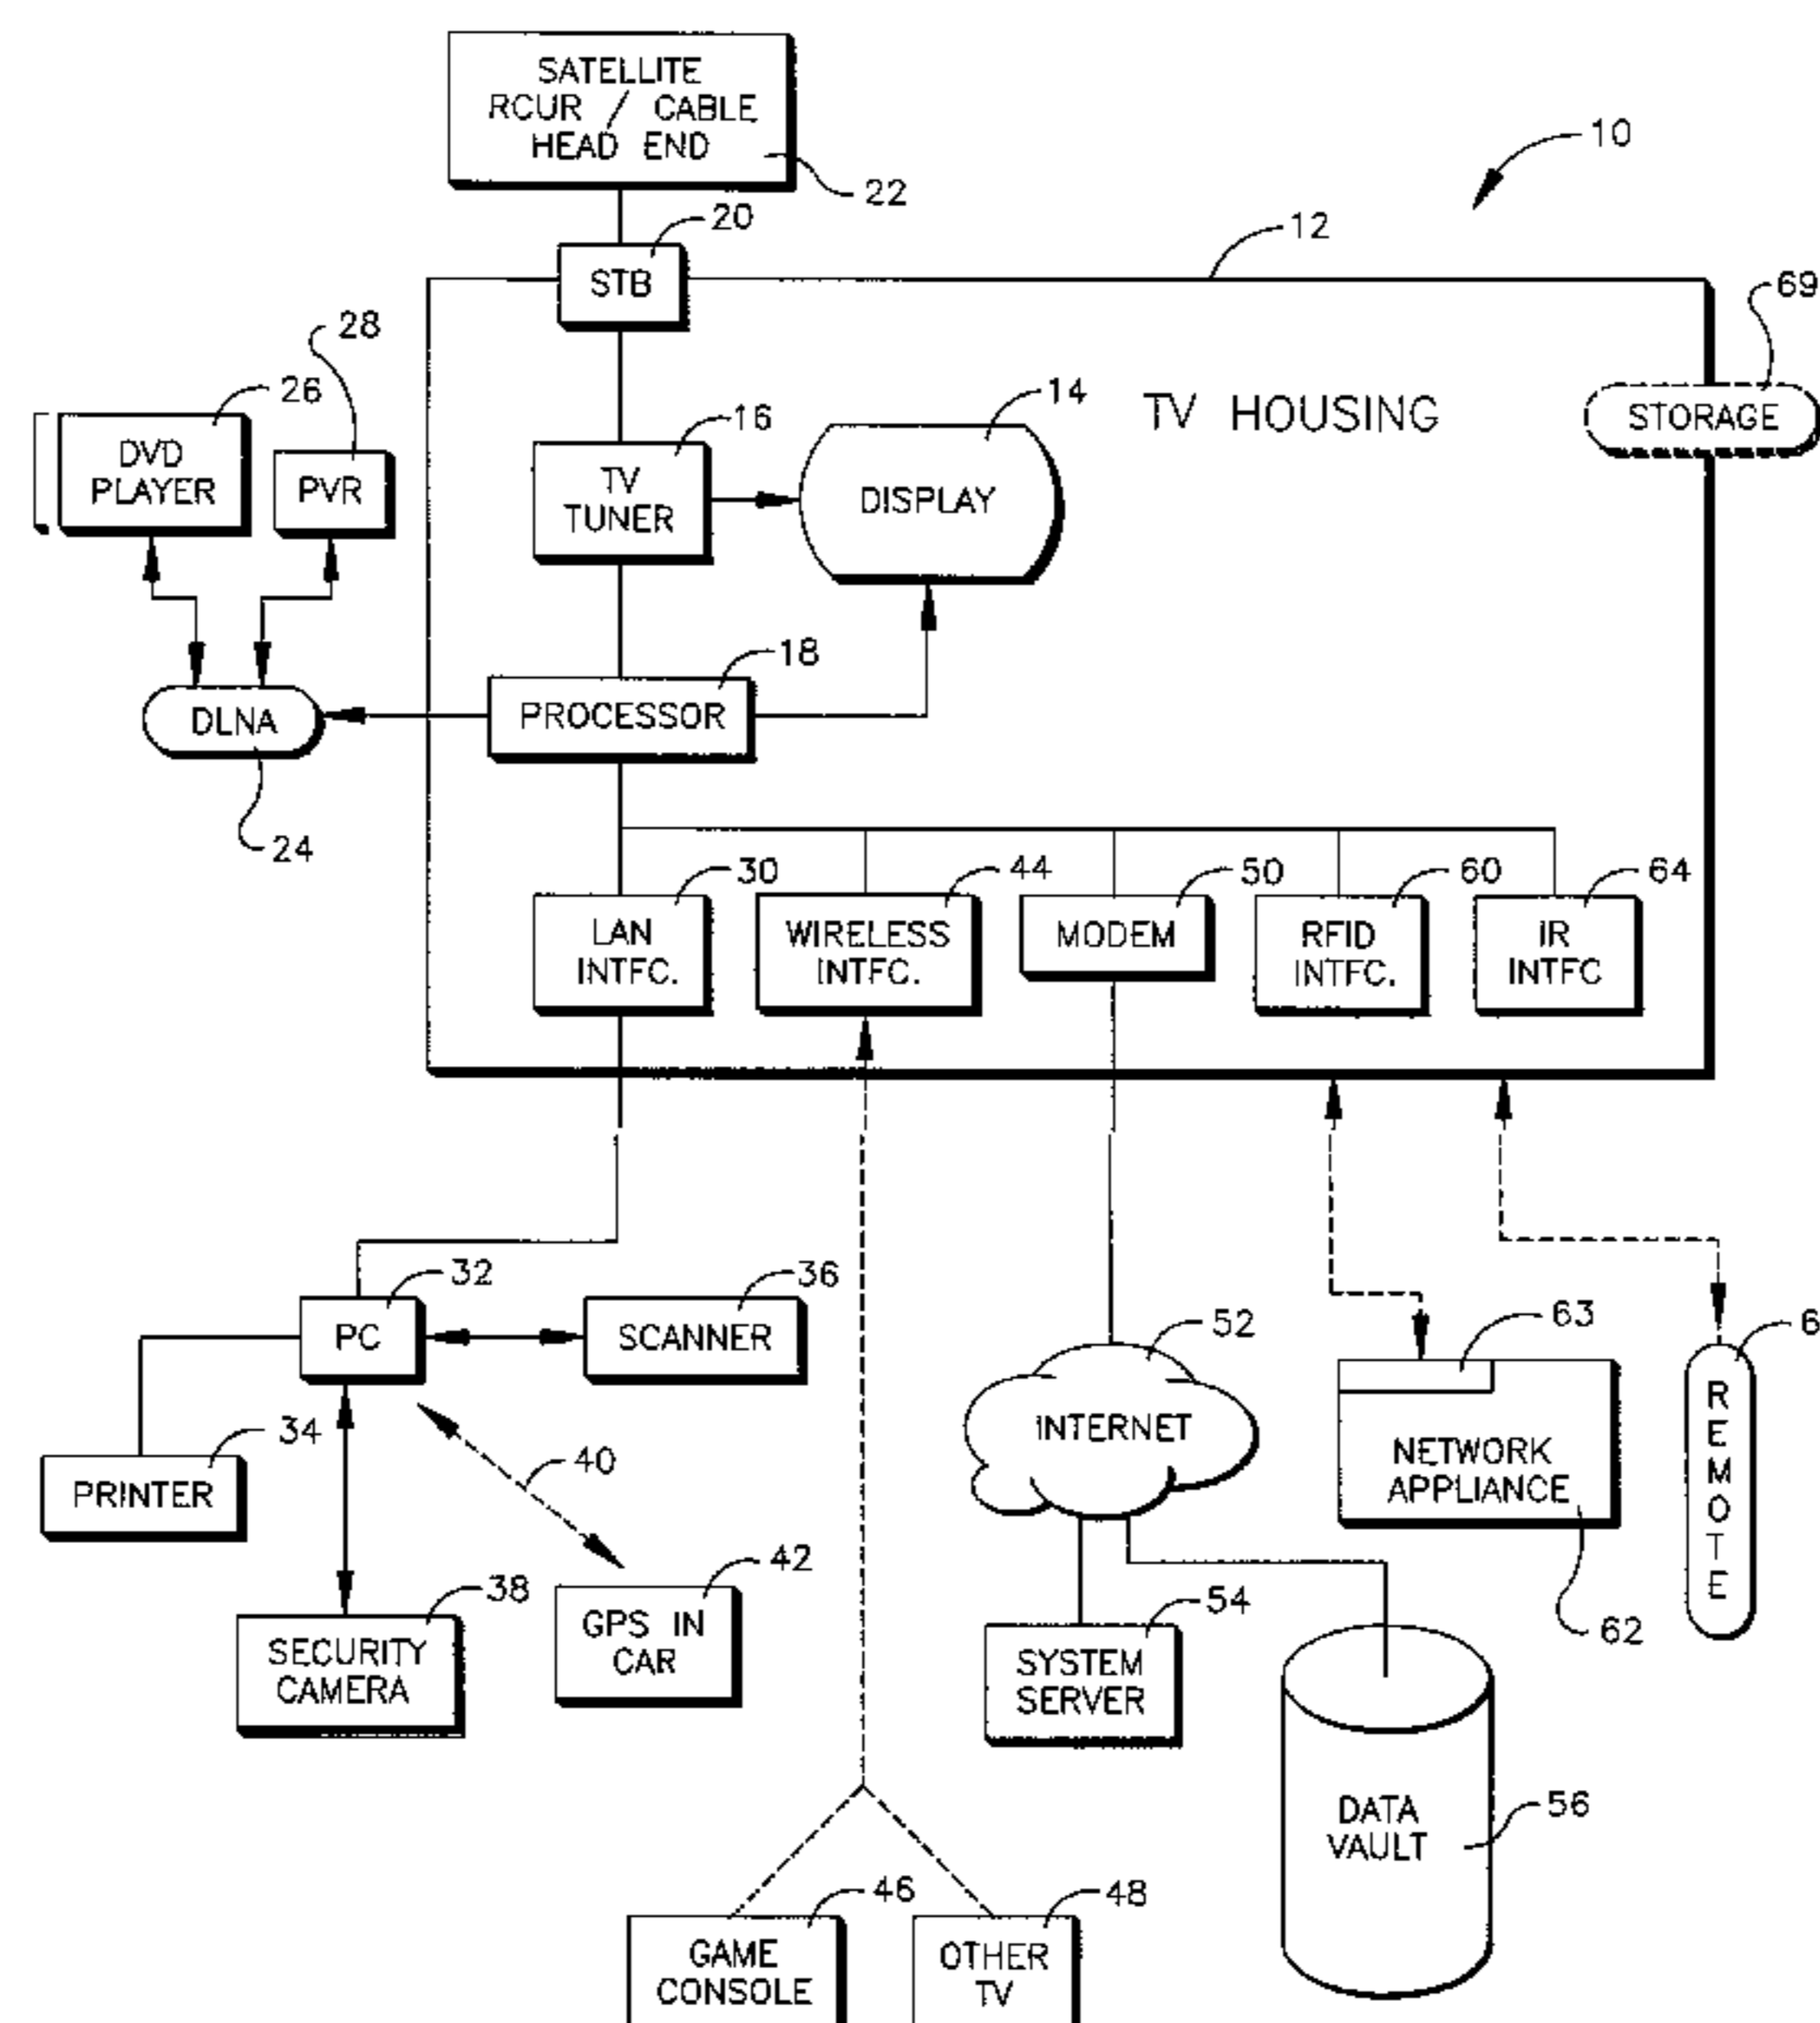 SATELLITE
RCUR / CABLE
HEAD END
22
10
20
STB
12
69
STORAGE
28
26
DVD
PLAYER
PVR
16
TV
TUNER
14
DISPLAY
TV HOUSING
18
PROCESSOR
DLNA
24
30
LAN
INTFC.
44
WIRELESS
INTFC.
50
MODEM
60
RFID
INTFC.
64
IR
INTFC
32
PC
36
SCANNER
34
PRINTER
40
38
SECURITY
CAMERA
42
GPS IN
CAR
52
INTERNET
63
NETWORK
APPLIANCE
62
REMOTE
54
SYSTEM
SERVER
56
DATA
VAULT
46
GAME
CONSOLE
48
OTHER
TV